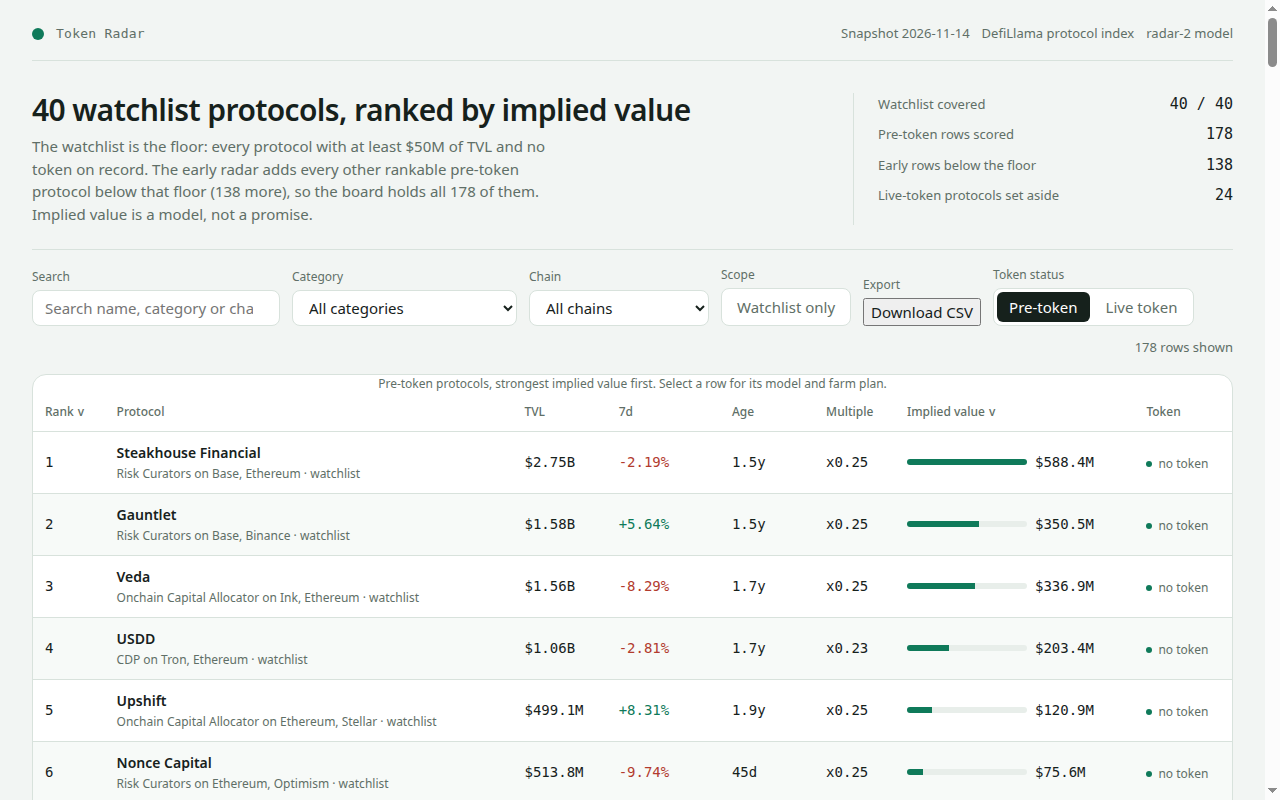 Token Radar
Snapshot 2026-11-14 DefiLlama protocol index radar-2 model
40 watchlist protocols, ranked by implied value
The watchlist is the floor: every protocol with at least $50M of TVL and no
token on record. The early radar adds every other rankable pre-token
protocol below that floor (138 more), so the board holds all 178 of them.
Implied value is a model, not a promise.
Watchlist covered 40 / 40
Pre-token rows scored 178
Early rows below the floor 138
Live-token protocols set aside 24
Search Category Chain Scope Export Token status
Search name, category or cha All categories All chains Watchlist only Download CSV Pre-token Live token
178 rows shown
Pre-token protocols, strongest implied value first. Select a row for its model and farm plan.
Rank v Protocol TVL 7d Age Multiple Implied value v Token
1 Steakhouse Financial $2.75B -2.19% 1.5y x0.25 $588.4M no token
Risk Curators on Base, Ethereum · watchlist
2 Gauntlet $1.58B +5.64% 1.5y x0.25 $350.5M no token
Risk Curators on Base, Binance · watchlist
3 Veda $1.56B -8.29% 1.7y x0.25 $336.9M no token
Onchain Capital Allocator on Ink, Ethereum · watchlist
4 USDD $1.06B -2.81% 1.7y x0.23 $203.4M no token
CDP on Tron, Ethereum · watchlist
5 Upshift $499.1M +8.31% 1.9y x0.25 $120.9M no token
Onchain Capital Allocator on Ethereum, Stellar · watchlist
6 Nonce Capital $513.8M -9.74% 45d x0.25 $75.6M no token
Risk Curators on Ethereum, Optimism · watchlist